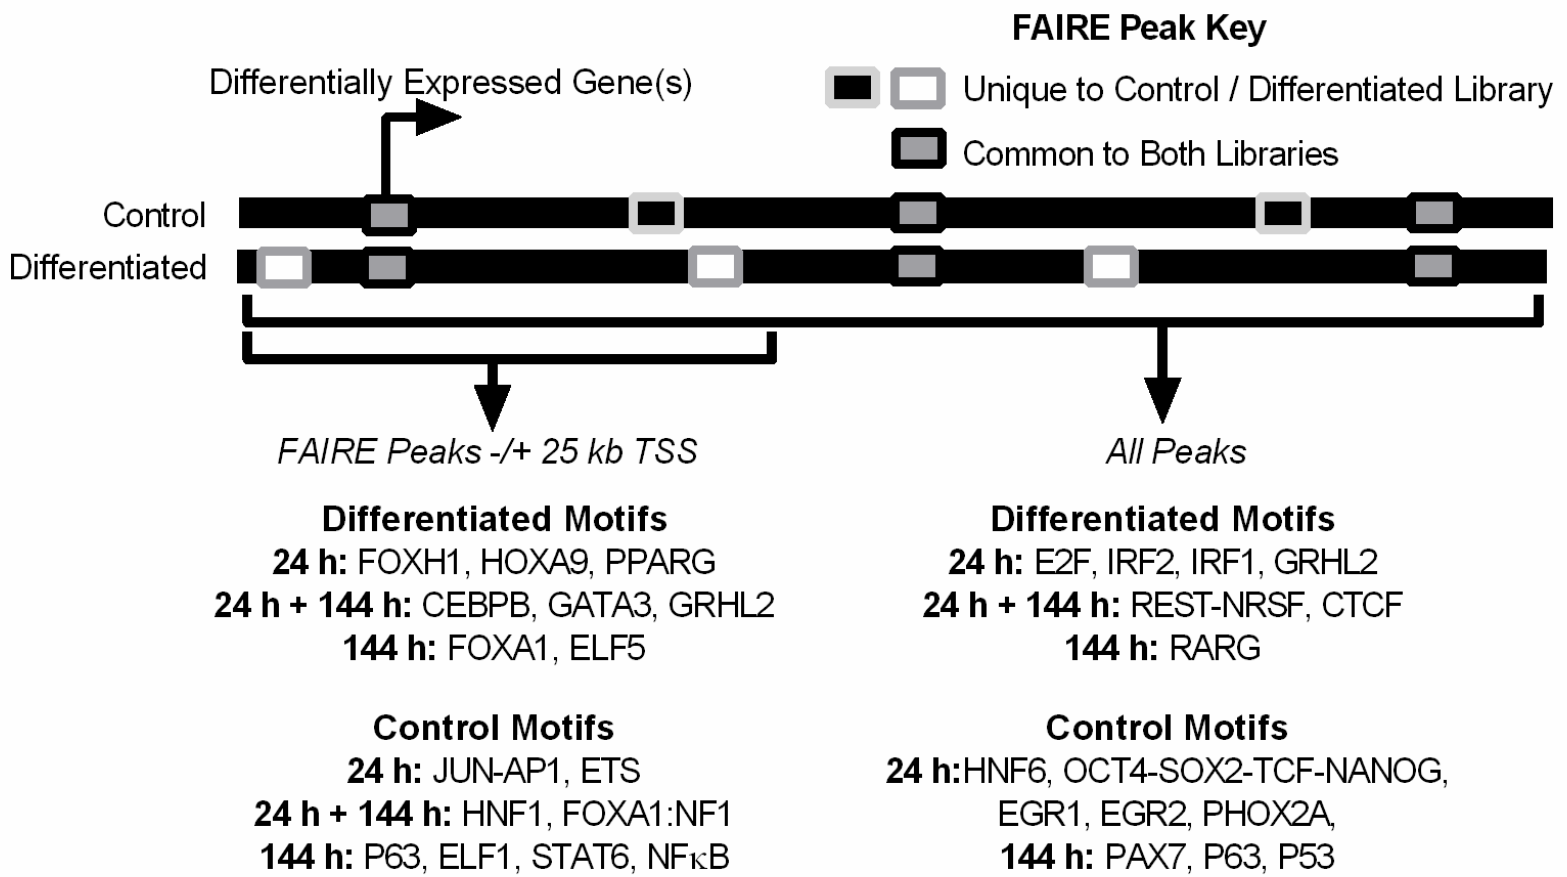 FAIRE Peak Key
Differentially Expressed Gene(s)
Unique to Control / Differentiated Library
Common to Both Libraries
Control
Differentiated
FAIRE Peaks -/+ 25 kb TSS
Differentiated Motifs
24 h: FOXH1, HOXA9, PPARG
24 h + 144 h: CEBPB, GATA3, GRHL2
144 h: FOXA1, ELF5
Control Motifs
24 h: JUN-AP1, ETS
24 h + 144 h: HNF1, FOXA1:NF1
144 h: P63, ELF1, STAT6, NFκB
All Peaks
Differentiated Motifs
24 h: E2F, IRF2, IRF1, GRHL2
24 h + 144 h: REST-NRSF, CTCF
144 h: RARG
Control Motifs
24 h:HNF6, OCT4-SOX2-TCF-NANOG,
EGR1, EGR2, PHOX2A,
144 h: PAX7, P63, P53